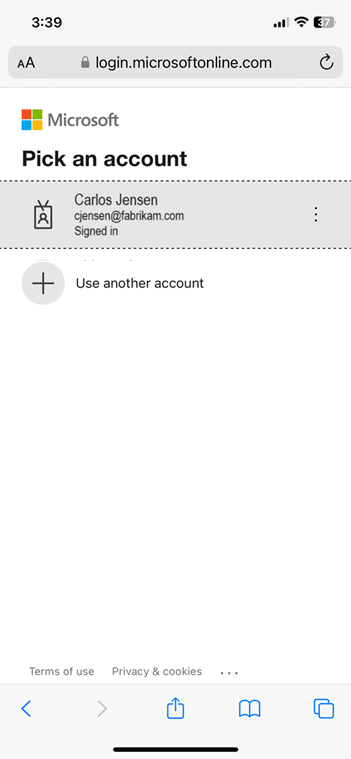 3:39
37
AA
login.microsoftonline.com
Microsoft
Pick an account
Carlos Jensen
cjensen@fabrikam.com
Signed in
Use another account
Terms of use Privacy & cookies ...